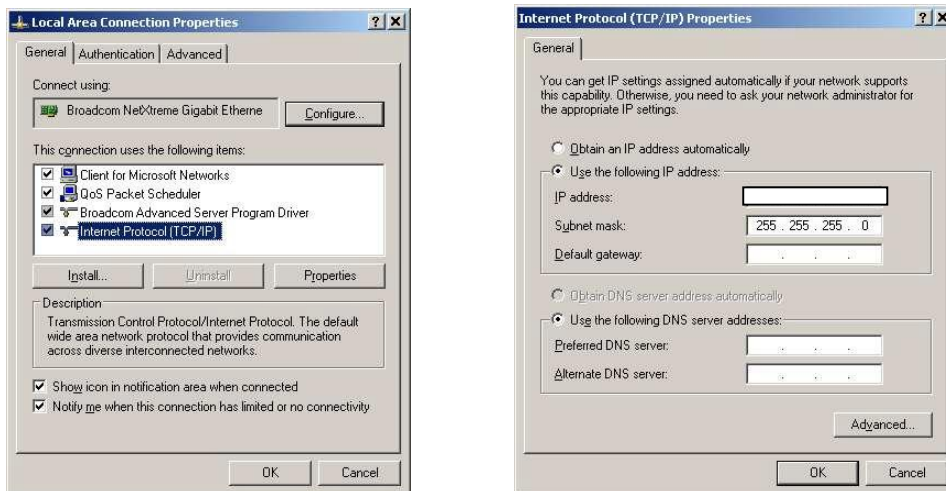 Local Area Connection Properties
General Authentication Advanced
Connect using:
Broadcom NetXtreme Gigabit Etherne
Configure...
This connection uses the following items:
Client for Microsoft Networks
QoS Packet Scheduler
Broadcom Advanced Server Program Driver
Internet Protocol (TCP/IP)
Install... Uninstall Properties
Description
Transmission Control Protocol/Internet Protocol. The default
wide area network protocol that provides communication
across diverse interconnected networks.
Show icon in notification area when connected
Notify me when this connection has limited or no connectivity
OK Cancel
Internet Protocol (TCP/IP) Properties
General
You can get IP settings assigned automatically if your network supports
this capability. Otherwise, you need to ask your network administrator for
the appropriate IP settings.
Obtain an IP address automatically
Use the following IP address:
IP address:
Subnet mask: 255 . 255 . 255 . 0
Default gateway: . . .
Obtain DNS server address automatically
Use the following DNS server addresses:
Preferred DNS server: . . .
Alternate DNS server: . . .
Advanced...
OK Cancel